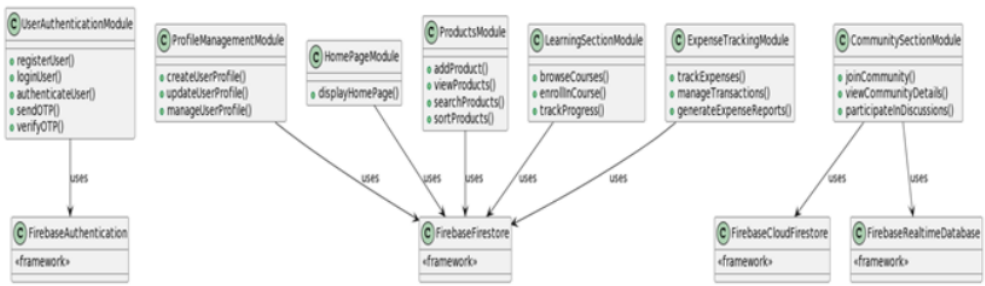 C UserAuthenticationModule
registerUser()
loginUser()
authenticateUser()
sendOTP()
verifyOTP()
C ProfileManagementModule
createUserProfile()
updateUserProfile()
manageUserProfile()
C HomePageModule
displayHomePage()
C ProductsModule
addProduct()
viewProducts()
searchProducts()
sortProducts()
C LearningSectionModule
browseCourses()
enrollInCourse()
trackProgress()
C ExpenseTrackingModule
trackExpenses()
manageTransactions()
generateExpenseReports()
C CommunitySectionModule
joinCommunity()
viewCommunityDetails()
participateInDiscussions()
uses
uses
uses
uses
uses
uses
uses
uses
C FirebaseAuthentication
«framework»
C FirebaseFirestore
«framework»
C FirebaseCloudFirestore
«framework»
C FirebaseRealtimeDatabase
«framework»